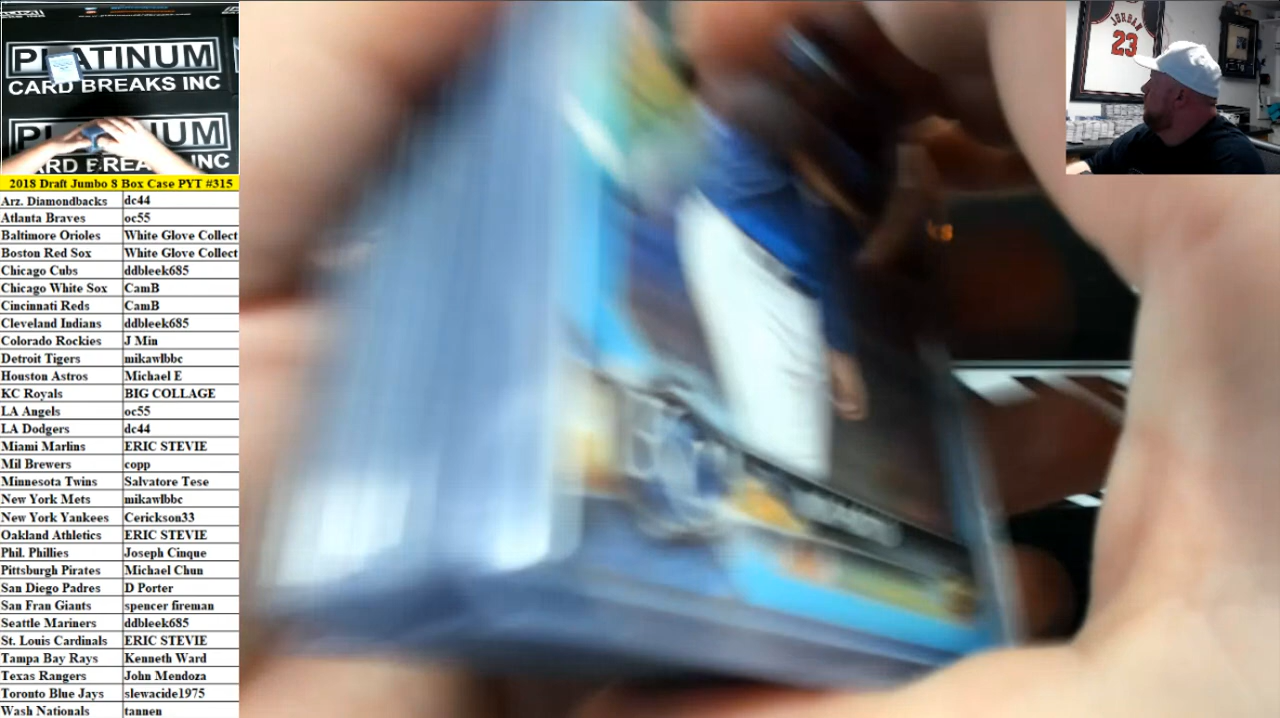 PLATINUM
CARD BREAKS INC
PLATINUM
CARD BREAKS INC
JORDAN
23
2018 Draft Jumbo 8 Box Case PYT #315
Arz. Diamondbacks dc44
Atlanta Braves oc55
Baltimore Orioles White Glove Collect
Boston Red Sox White Glove Collect
Chicago Cubs ddbleek685
Chicago White Sox CamB
Cincinnati Reds CamB
Cleveland Indians ddbleek685
Colorado Rockies J Min
Detroit Tigers mikawlbbc
Houston Astros Michael E
KC Royals BIG COLLAGE
LA Angels oc55
LA Dodgers dc44
Miami Marlins ERIC STEVIE
Mil Brewers copp
Minnesota Twins Salvatore Tese
New York Mets mikawlbbc
New York Yankees Cerickson33
Oakland Athletics ERIC STEVIE
Phil. Phillies Joseph Cinque
Pittsburgh Pirates Michael Chun
San Diego Padres D Porter
San Fran Giants spencer fireman
Seattle Mariners ddbleek685
St. Louis Cardinals ERIC STEVIE
Tampa Bay Rays Kenneth Ward
Texas Rangers John Mendoza
Toronto Blue Jays slewacide1975
Wash Nationals tannen